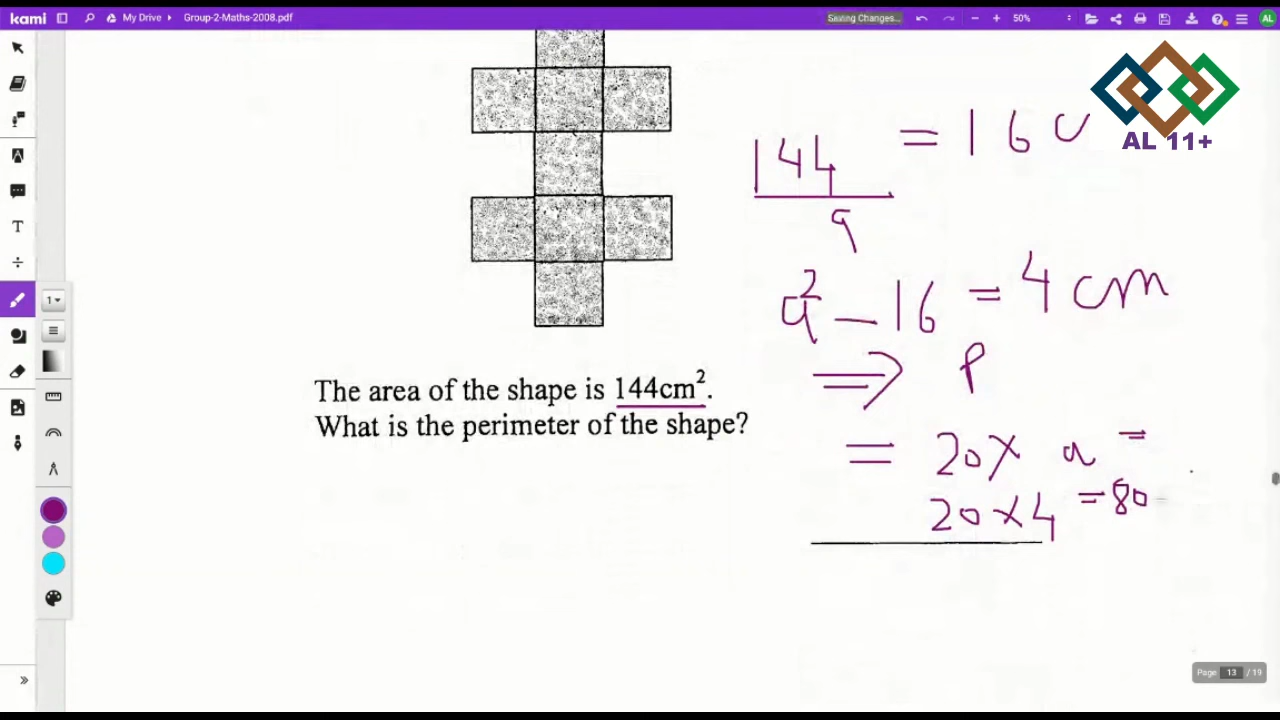 kami
My Drive
Group-2-Maths-2008.pdf
Saving Changes...
50%
AL
AL 11+
144
9
= 16 c
a² - 16 = 4 cm
⇒ P
= 20 × a =
20 × 4 = 80
1
T
The area of the shape is 144cm².
What is the perimeter of the shape?
Page 13 / 19